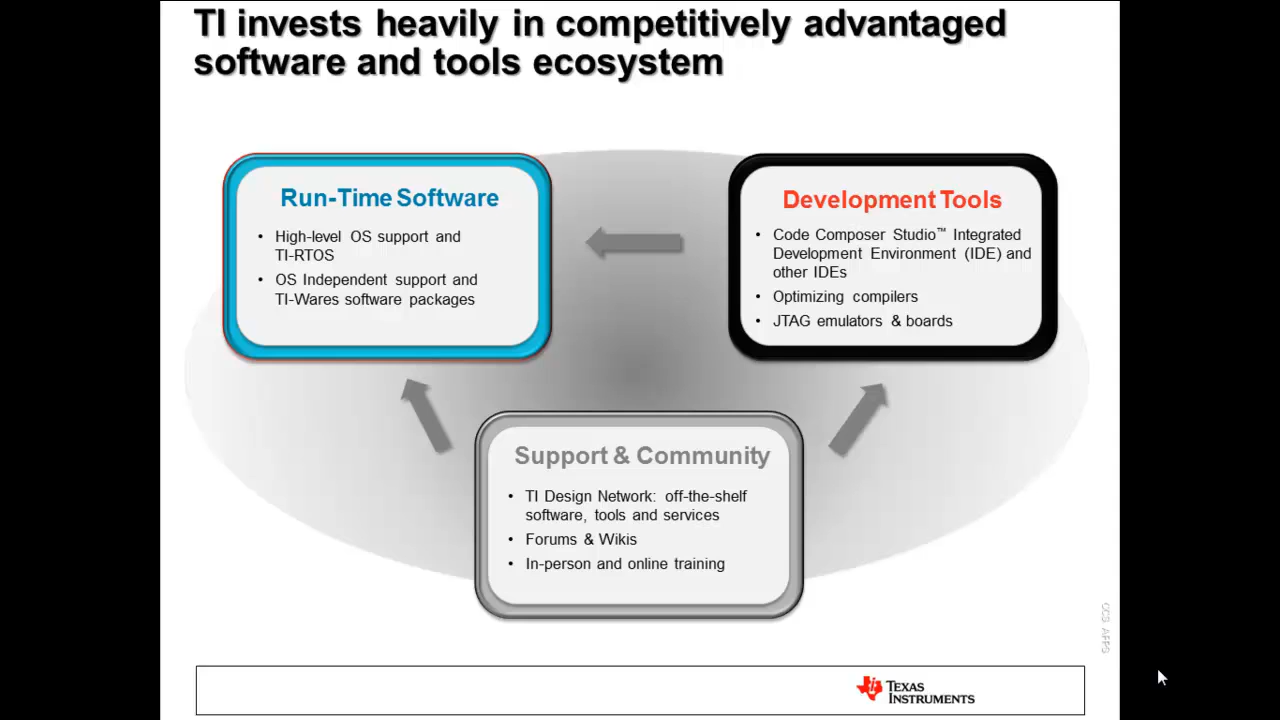 TI invests heavily in competitively advantaged
software and tools ecosystem
Run-Time Software
• High-level OS support and
TI-RTOS
• OS Independent support and
TI-Wares software packages
Development Tools
• Code Composer Studio™ Integrated
Development Environment (IDE) and
other IDEs
• Optimizing compilers
• JTAG emulators & boards
Support & Community
• TI Design Network: off-the-shelf
software, tools and services
• Forums & Wikis
• In-person and online training
CCS APPS
TEXAS
INSTRUMENTS